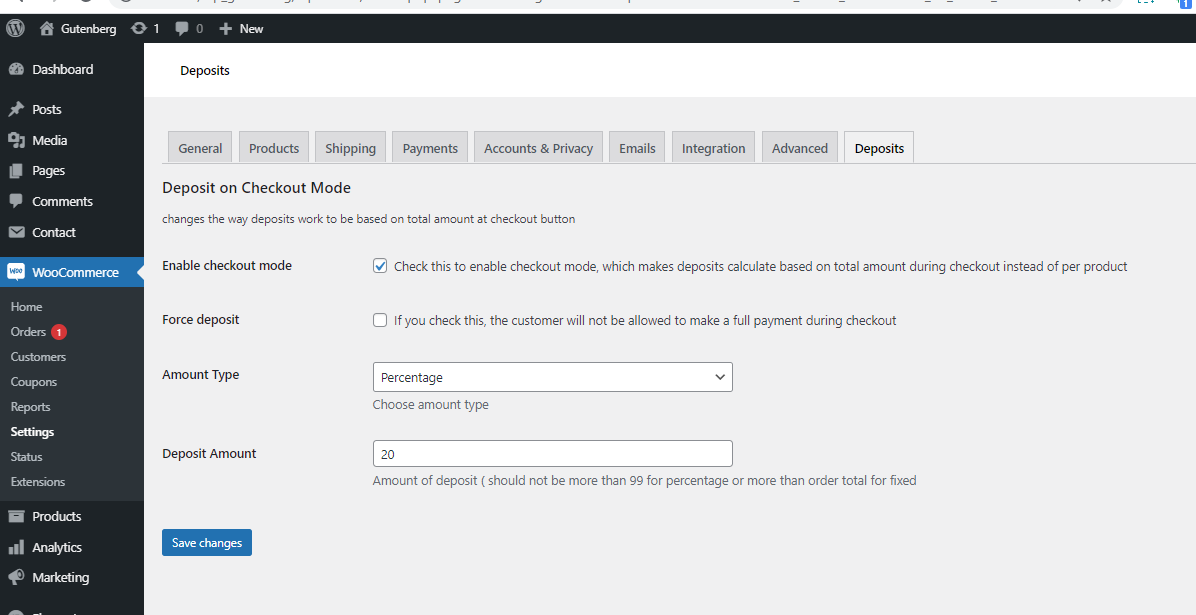 Gutenberg 1 0 New
Dashboard
Posts
Media
Pages
Comments
Contact
WooCommerce
Home
Orders 1
Customers
Coupons
Reports
Settings
Status
Extensions
Products
Analytics
Marketing
Deposits
General Products Shipping Payments Accounts & Privacy Emails Integration Advanced Deposits
Deposit on Checkout Mode
changes the way deposits work to be based on total amount at checkout button
Enable checkout mode Check this to enable checkout mode, which makes deposits calculate based on total amount during checkout instead of per product
Force deposit If you check this, the customer will not be allowed to make a full payment during checkout
Amount Type Percentage
Choose amount type
Deposit Amount 20
Amount of deposit ( should not be more than 99 for percentage or more than order total for fixed
Save changes